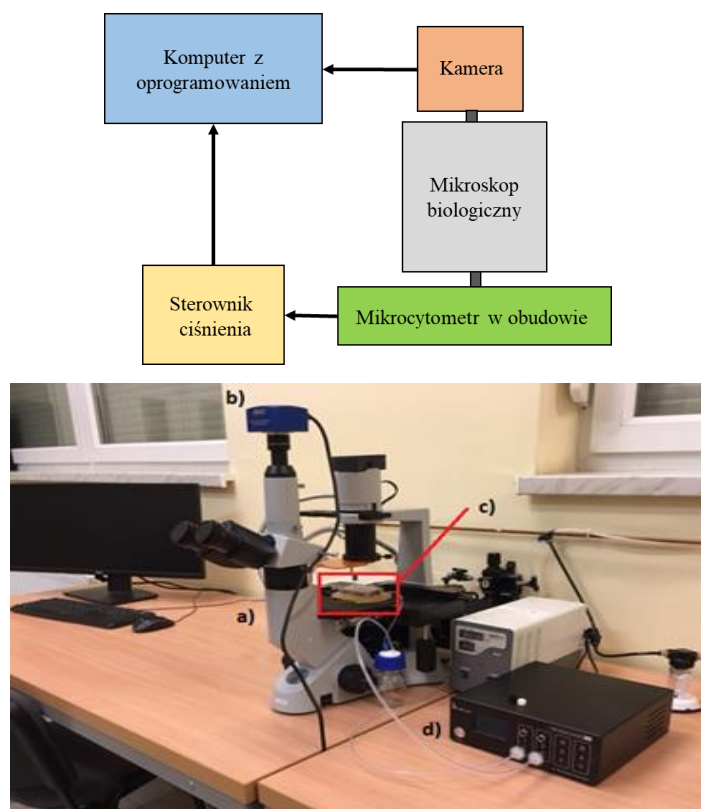 Komputer z
oprogramowaniem
Kamera
Mikroskop
biologiczny
Sterownik
ciśnienia
Mikrocytometr w obudowie
b)
c)
a)
d)